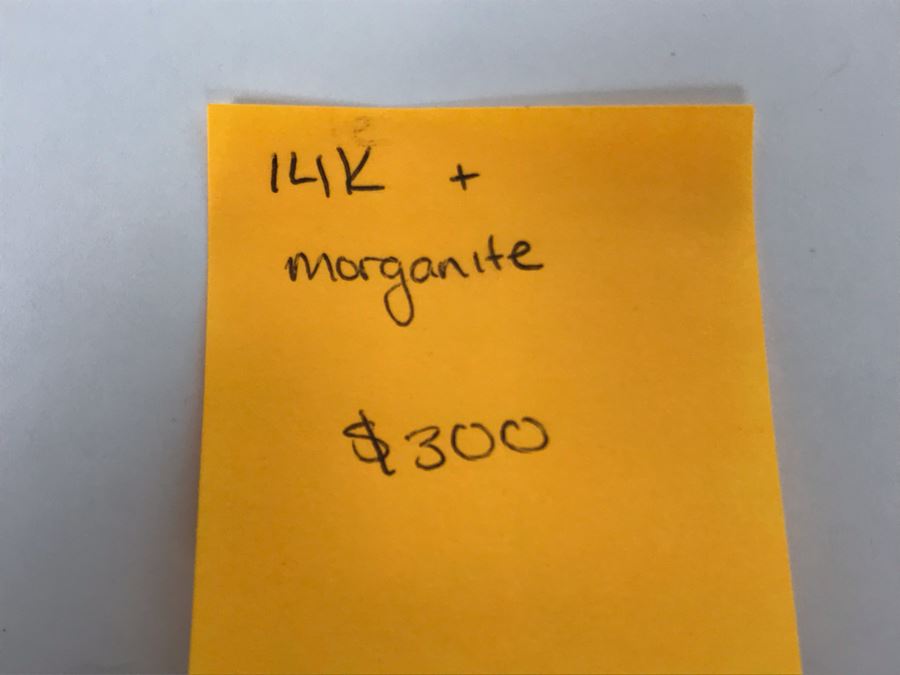 14K +
morganite
$300